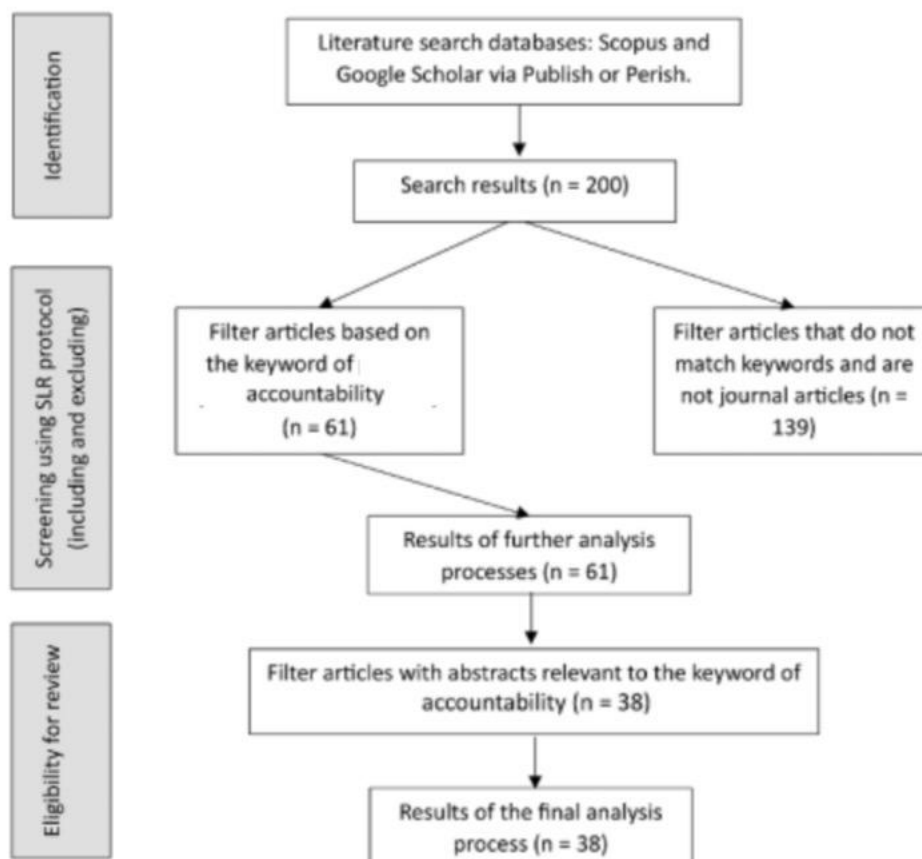 Identification
Literature search databases: Scopus and
Google Scholar via Publish or Perish.
Search results (n = 200)
Screening using SLR protocol
(including and excluding)
Filter articles based on
the keyword of
accountability
(n = 61)
Filter articles that do not
match keywords and are
not journal articles (n =
139)
Results of further analysis
processes (n = 61)
Eligibility for review
Filter articles with abstracts relevant to the keyword of
accountability (n = 38)
Results of the final analysis
process (n = 38)